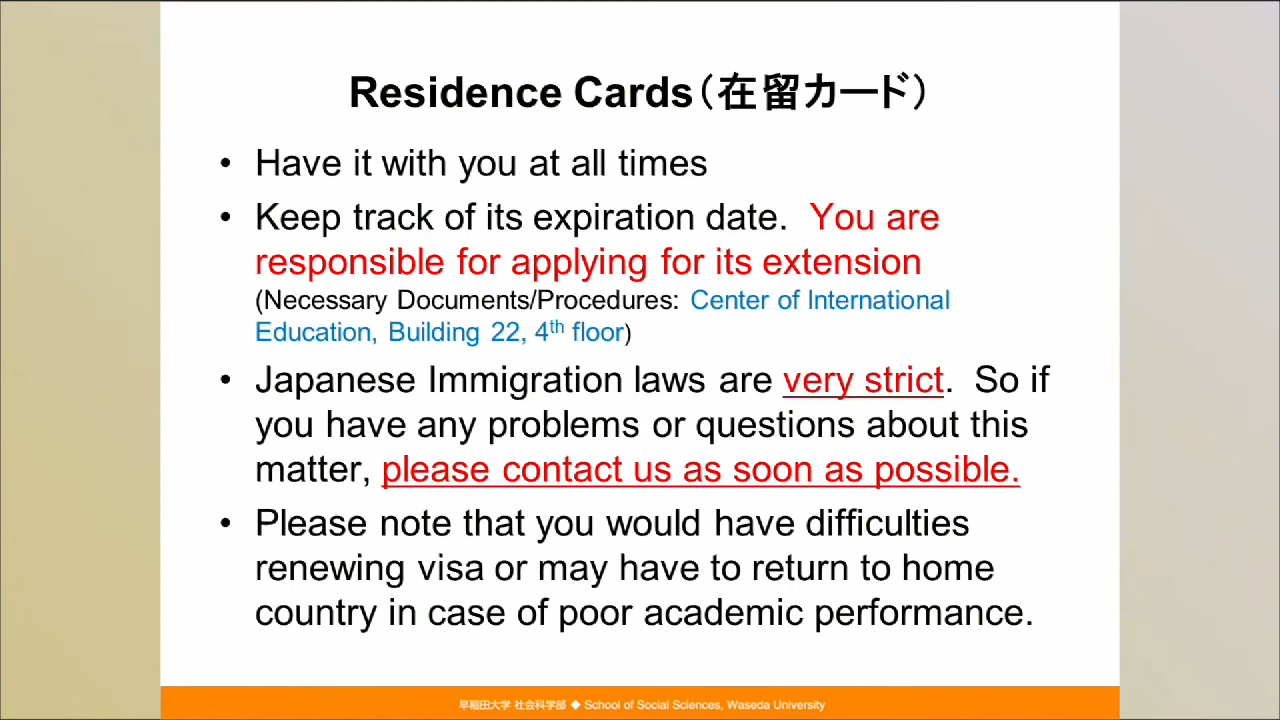 Residence Cards（在留カード）
• Have it with you at all times
• Keep track of its expiration date.  You are
responsible for applying for its extension
(Necessary Documents/Procedures: Center of International
Education, Building 22, 4th floor)
• Japanese Immigration laws are very strict.  So if
you have any problems or questions about this
matter, please contact us as soon as possible.
• Please note that you would have difficulties
renewing visa or may have to return to home
country in case of poor academic performance.
早稲田大学 社会科学部 ◆ School of Social Sciences, Waseda University